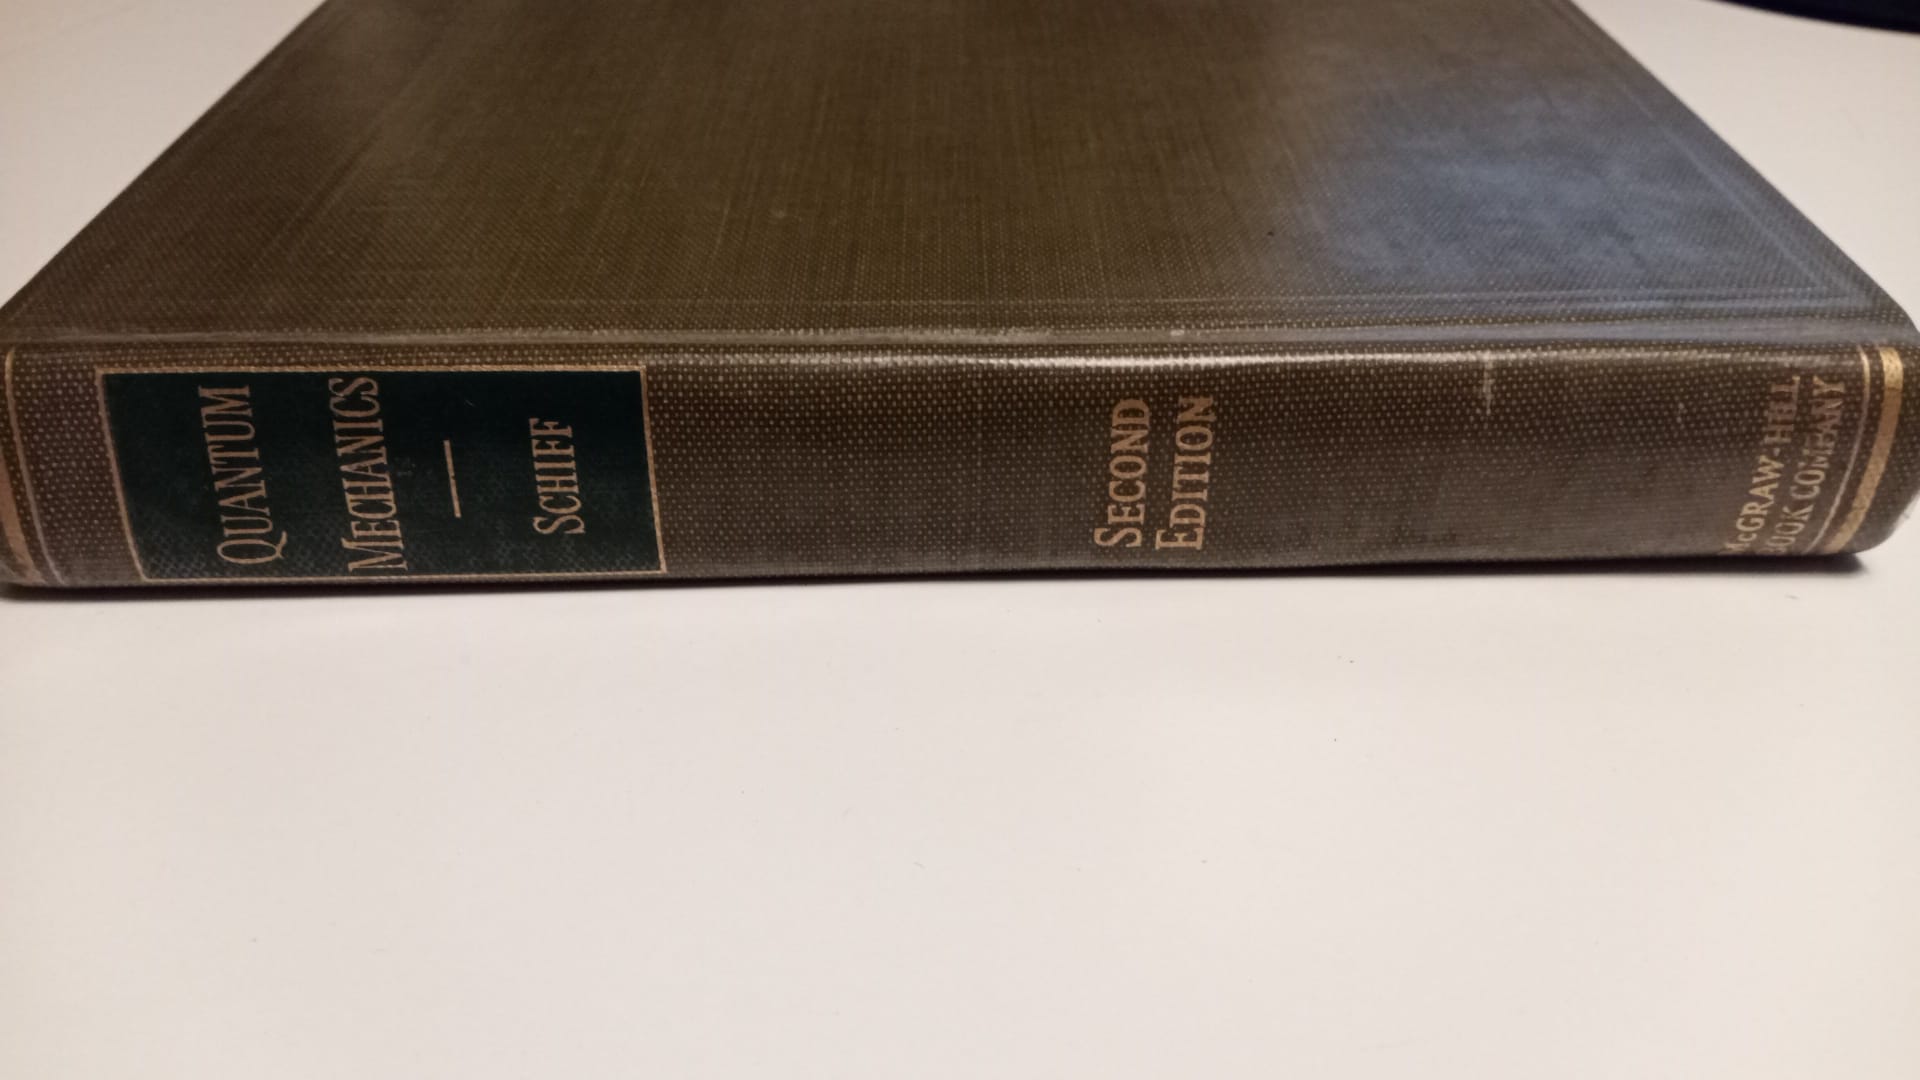 QUANTUM
MECHANICS
SCHIFF
SECOND
EDITION
McGRAW-HILL
BOOK COMPANY